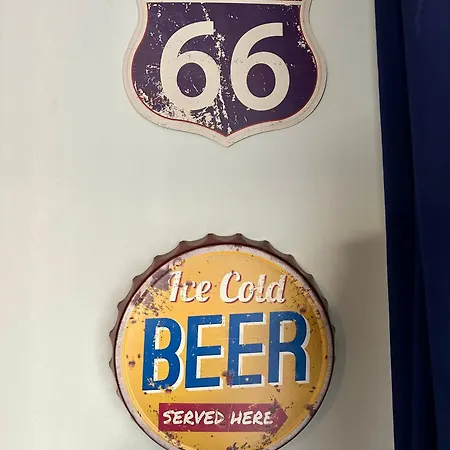 66
Ice Cold
BEER
SERVED HERE